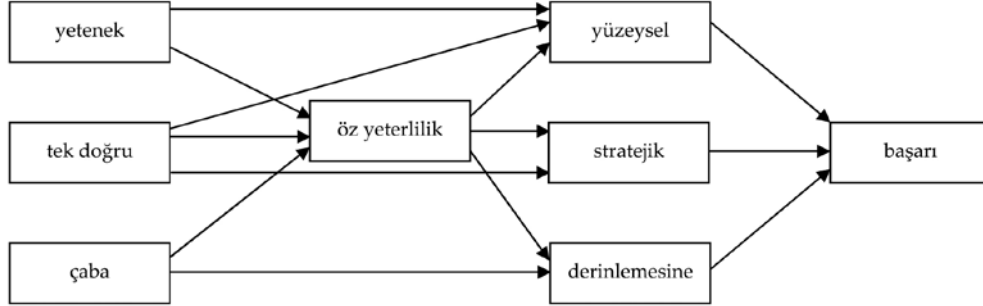 yetenek
yüzeysel
öz yeterlilik
tek doğru
stratejik
başarı
çaba
derinlemesine